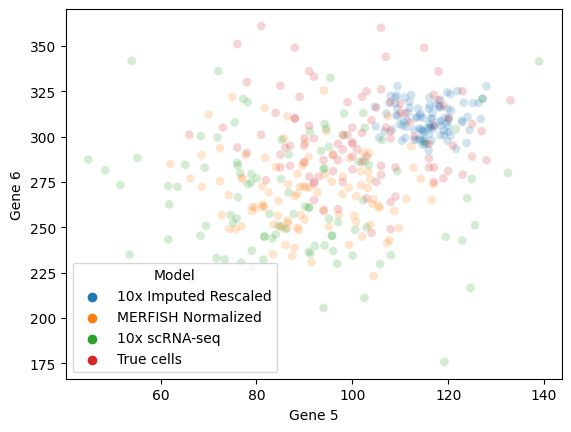 350
325
300
275
250
225
200
175
Gene 6
Model
10x Imputed Rescaled
MERFISH Normalized
10x scRNA-seq
True cells
60
80
100
120
140
Gene 5